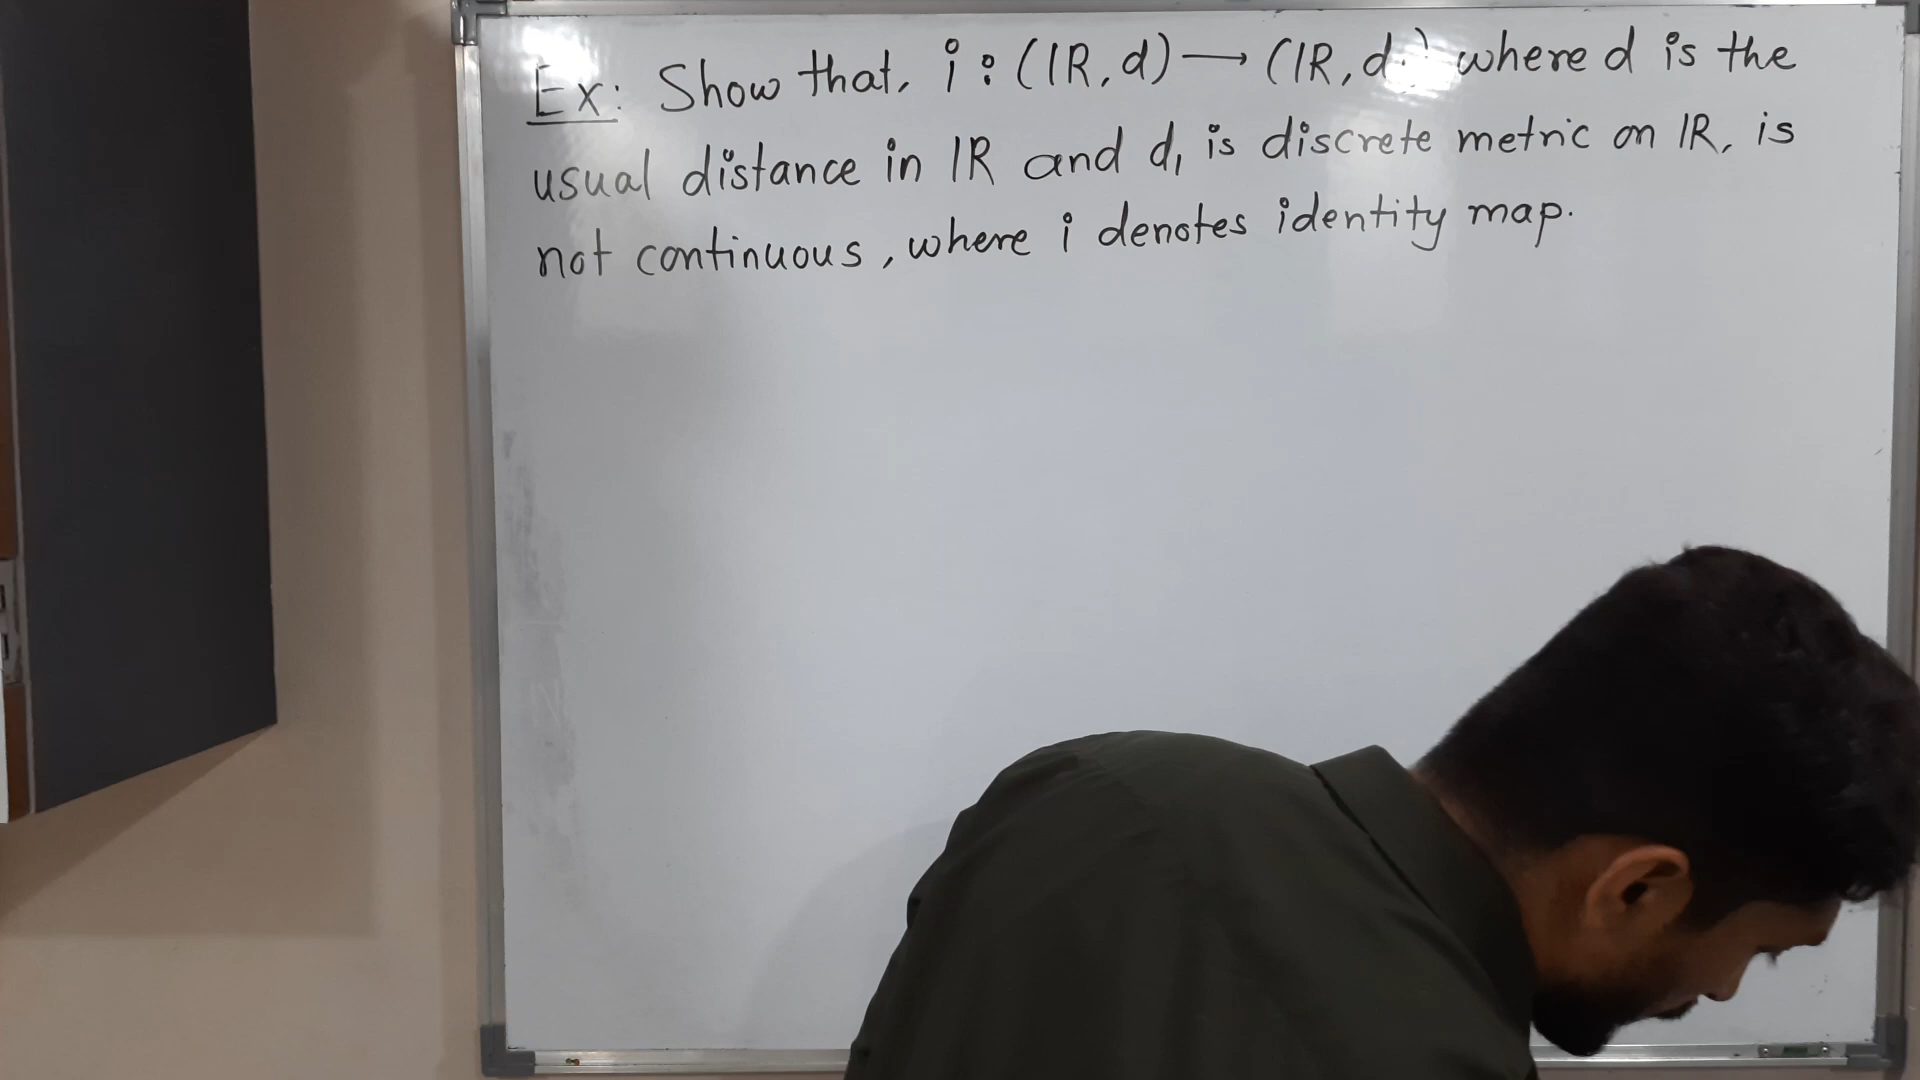 Ex: Show that, i : (IR, d) → (IR, d₁) where d is the
usual distance in IR and d₁ is discrete metric on IR, is
not continuous, where i denotes identity map.